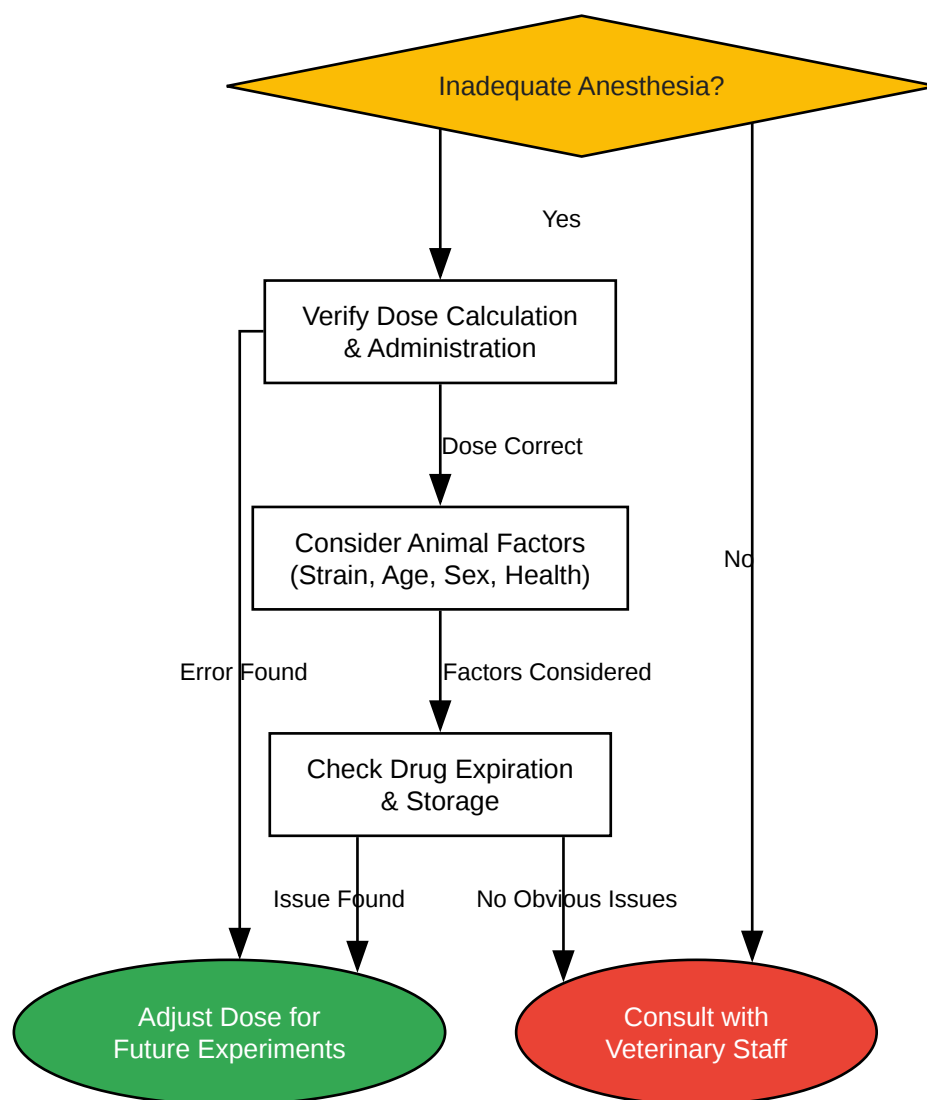 Inadequate Anesthesia?
Yes
Verify Dose Calculation
& Administration
Dose Correct
Consider Animal Factors
(Strain, Age, Sex, Health)
No
Error Found
Factors Considered
Check Drug Expiration
& Storage
Issue Found
No Obvious Issues
Adjust Dose for
Future Experiments
Consult with
Veterinary Staff